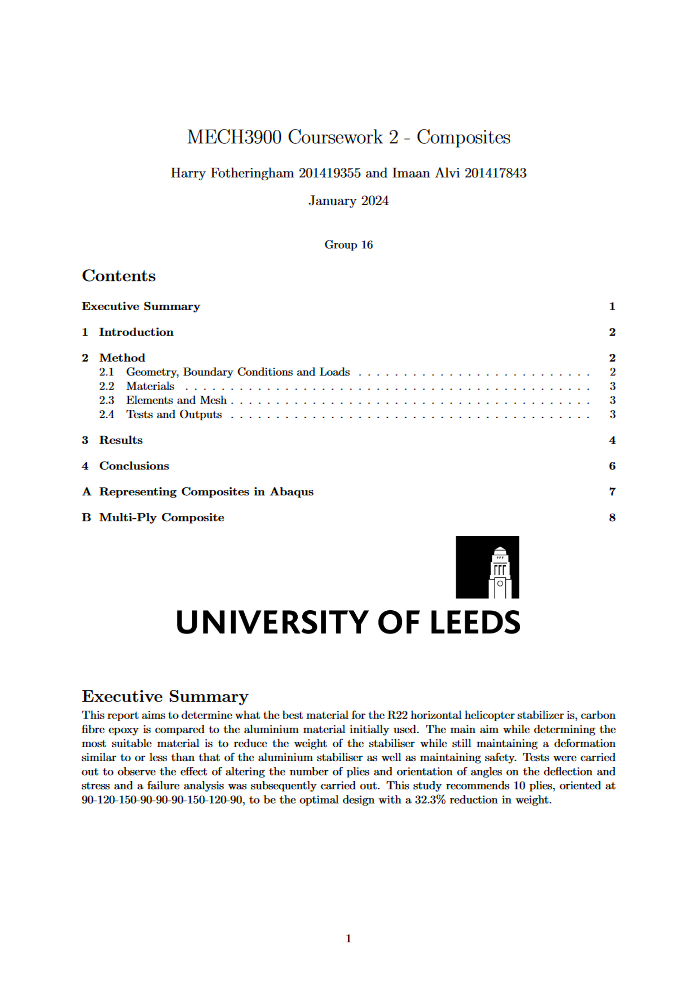 MECH3900 Coursework 2 - Composites
Harry Fotheringham 201419355 and Imaan Alvi 201417843
January 2024
Group 16
Contents
Executive Summary 1
1 Introduction 2
2 Method 2
2.1 Geometry, Boundary Conditions and Loads . . . . . . . . . . . . . . . . . . . . . . . . . . 2
2.2 Materials . . . . . . . . . . . . . . . . . . . . . . . . . . . . . . . . . . . . . . . . . . . . . 3
2.3 Elements and Mesh . . . . . . . . . . . . . . . . . . . . . . . . . . . . . . . . . . . . . . . . 3
2.4 Tests and Outputs . . . . . . . . . . . . . . . . . . . . . . . . . . . . . . . . . . . . . . . . 3
3 Results 4
4 Conclusions 6
A Representing Composites in Abaqus 7
B Multi-Ply Composite 8
UNIVERSITY OF LEEDS
Executive Summary
This report aims to determine what the best material for the R22 horizontal helicopter stabilizer is, carbon
fibre epoxy is compared to the aluminium material initially used. The main aim while determining the
most suitable material is to reduce the weight of the stabiliser while still maintaining a deformation
similar to or less than that of the aluminium stabiliser as well as maintaining safety. Tests were carried
out to observe the effect of altering the number of plies and orientation of angles on the deflection and
stress and a failure analysis was subsequently carried out. This study recommends 10 plies, oriented at
90-120-150-90-90-90-150-120-90, to be the optimal design with a 32.3% reduction in weight.
1